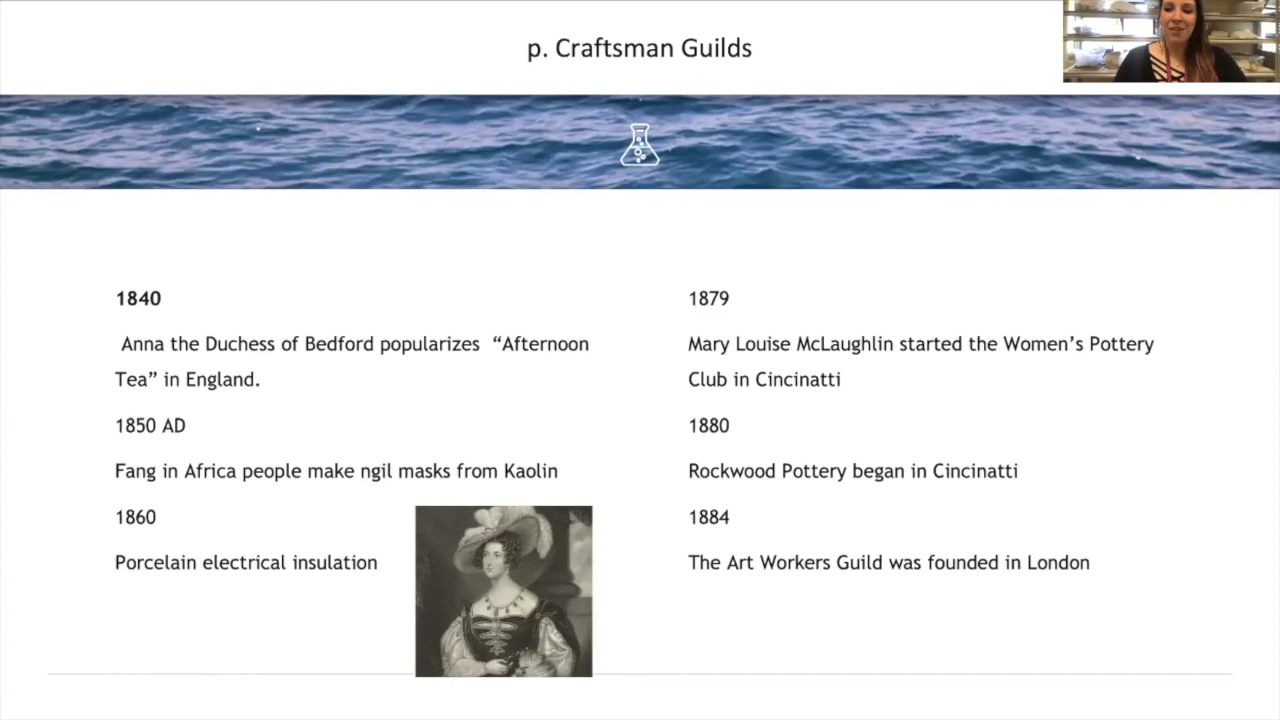 p. Craftsman Guilds
1840
Anna the Duchess of Bedford popularizes “Afternoon
Tea” in England.
1850 AD
Fang in Africa people make ngil masks from Kaolin
1860
Porcelain electrical insulation
1879
Mary Louise McLaughlin started the Women’s Pottery
Club in Cincinatti
1880
Rockwood Pottery began in Cincinatti
1884
The Art Workers Guild was founded in London